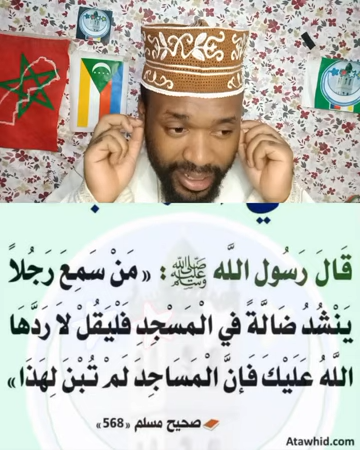 قَالَ رَسُول اللَّه ﷺ : « مَنْ سَمِعَ رَجُلاً
يَنْشُدُ ضَالَّةً في الْمَسْجِدِ فَلْيَقُلْ لاَ رَدَّهَا
اللَّهُ عَلَيْكَ فَإِنَّ الْمَسَاجِدَ لَمْ تُبْنَ لِهَذَا »
صحيح مسلم «568»
Atawhid.com